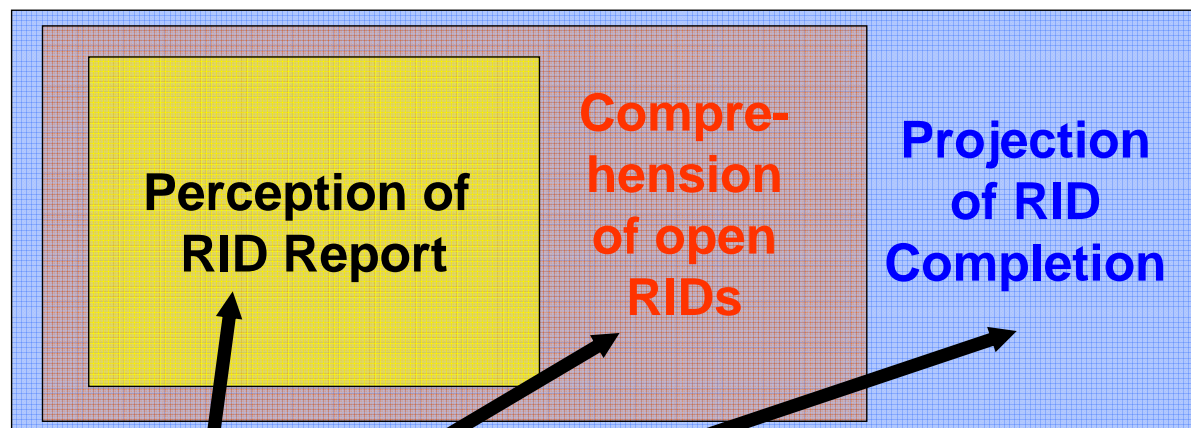 Perception of
RID Report
Compre-
hension
of open
RIDs
Projection
of RID
Completion